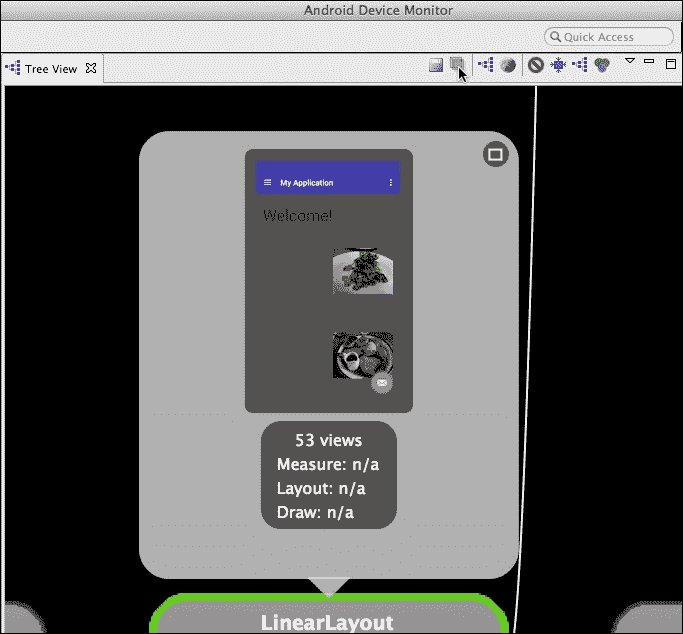 Android Device Monitor
Quick Access
Tree View
My Application
Welcome!
53 views
Measure: n/a
Layout: n/a
Draw: n/a
LinearLayout